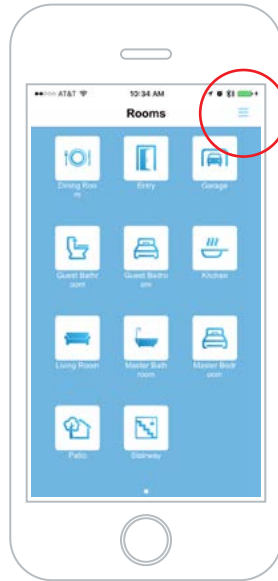 AT&T 10:34 AM
Rooms
Dining Roo
m
Entry
Garage
Guest Bathr
oom
Guest Bedro
om
Kitchen
Living Room
Master Bath
room
Master Bedr
oom
Patio
Stairway